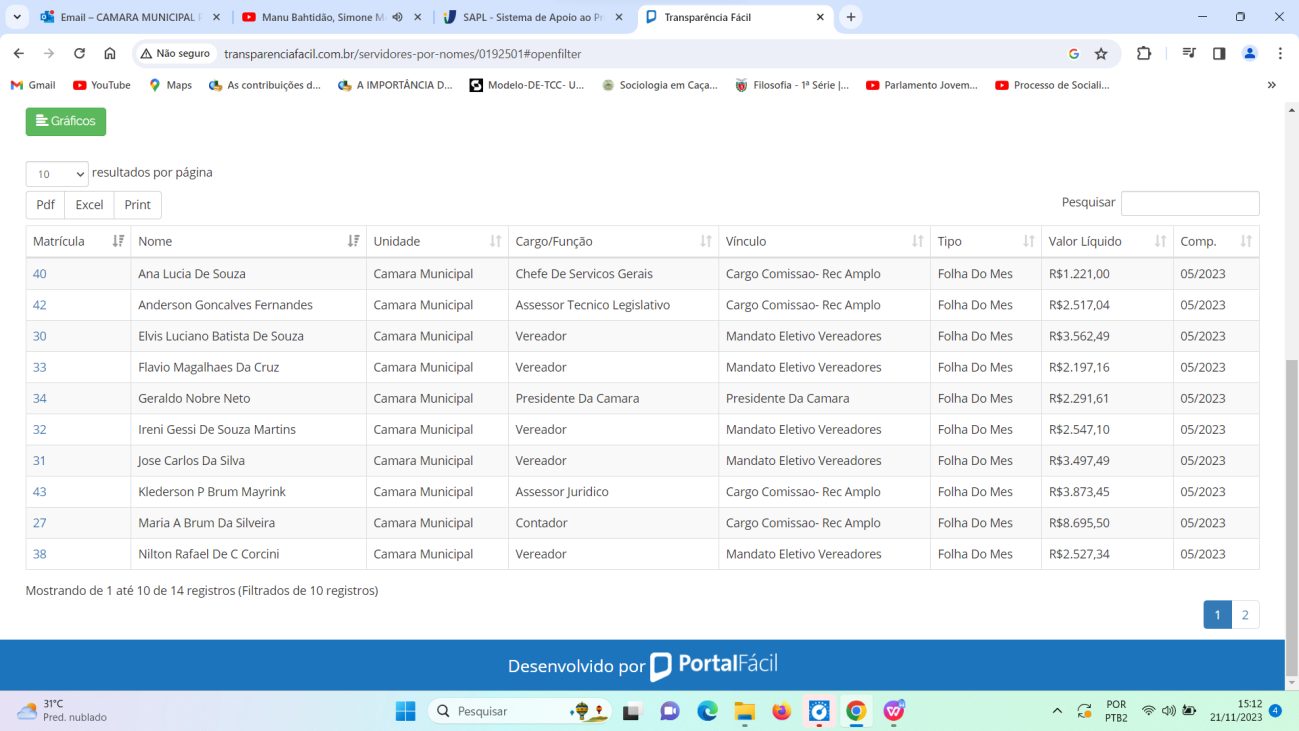 Email – CAMARA MUNICIPAL
Manu Bahtidão, Simone M
SAPL - Sistema de Apoio ao Pr
Transparência Fácil
Não seguro
transparenciafacil.com.br/servidores-por-nomes/0192501#openfilter
Gmail
YouTube
Maps
As contribuições d...
A IMPORTÂNCIA D...
Modelo-DE-TCC- U...
Sociologia em Caça...
Filosofia - 1ª Série |...
Parlamento Jovem...
Processo de Sociali...
Gráficos
10 resultados por página
Pdf Excel Print
Pesquisar
Matrícula Nome Unidade Cargo/Função Vínculo Tipo Valor Líquido Comp.
40 Ana Lucia De Souza Camara Municipal Chefe De Servicos Gerais Cargo Comissao- Rec Amplo Folha Do Mes R$1.221,00 05/2023
42 Anderson Goncalves Fernandes Camara Municipal Assessor Tecnico Legislativo Cargo Comissao- Rec Amplo Folha Do Mes R$2.517,04 05/2023
30 Elvis Luciano Batista De Souza Camara Municipal Vereador Mandato Eletivo Vereadores Folha Do Mes R$3.562,49 05/2023
33 Flavio Magalhaes Da Cruz Camara Municipal Vereador Mandato Eletivo Vereadores Folha Do Mes R$2.197,16 05/2023
34 Geraldo Nobre Neto Camara Municipal Presidente Da Camara Presidente Da Camara Folha Do Mes R$2.291,61 05/2023
32 Ireni Gessi De Souza Martins Camara Municipal Vereador Mandato Eletivo Vereadores Folha Do Mes R$2.547,10 05/2023
31 Jose Carlos Da Silva Camara Municipal Vereador Mandato Eletivo Vereadores Folha Do Mes R$3.497,49 05/2023
43 Klederson P Brum Mayrink Camara Municipal Assessor Juridico Cargo Comissao- Rec Amplo Folha Do Mes R$3.873,45 05/2023
27 Maria A Brum Da Silveira Camara Municipal Contador Cargo Comissao- Rec Amplo Folha Do Mes R$8.695,50 05/2023
38 Nilton Rafael De C Corcini Camara Municipal Vereador Mandato Eletivo Vereadores Folha Do Mes R$2.527,34 05/2023
Mostrando de 1 até 10 de 14 registros (Filtrados de 10 registros)
1 2
Desenvolvido por PortalFácil
31°C
Pred. nublado
Pesquisar
POR
PTB2
15:12
21/11/2023
4